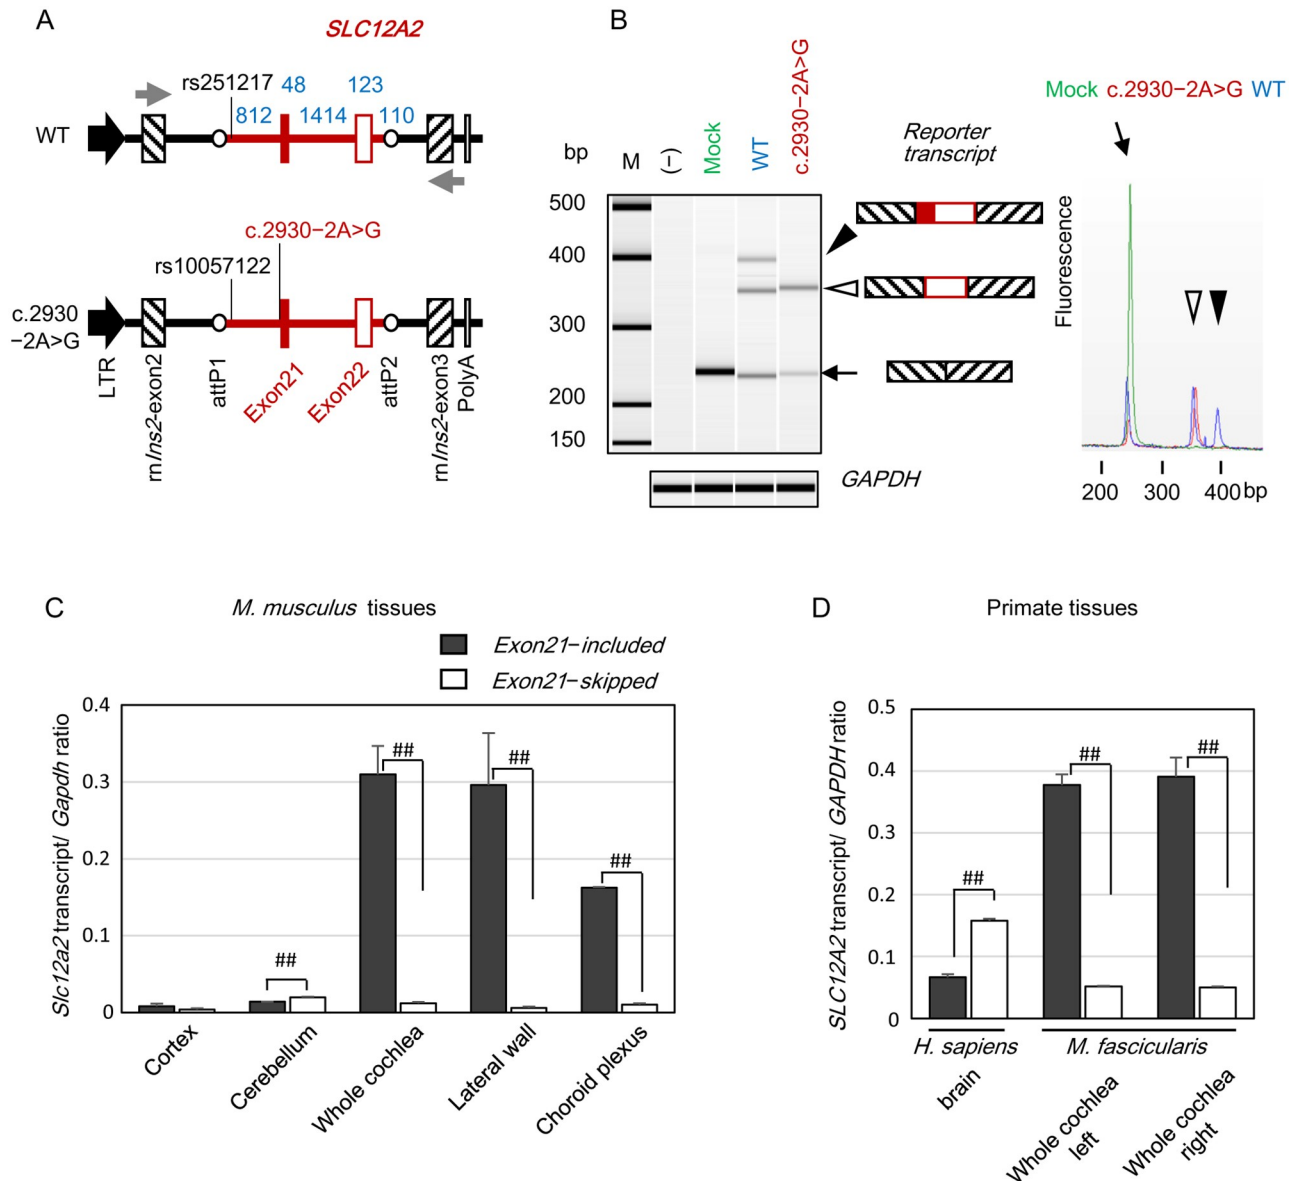 A
SLC12A2
rs251217 48 123
812 1414 110
WT
c.2930−2A>G
rs10057122
c.2930
−2A>G
LTR
rnIns2-exon2
attP1
Exon21
Exon22
attP2
rnIns2-exon3
PolyA
B
bp
M
(−)
Mock
WT
c.2930−2A>G
500
400
300
200
150
Reporter
transcript
GAPDH
Mock c.2930−2A>G WT
Fluorescence
200 300 400 bp
C
M. musculus tissues
Exon21−included
Exon21−skipped
Slc12a2 transcript/ Gapdh ratio
0.4
0.3
0.2
0.1
0
##
##
##
##
Cortex
Cerebellum
Whole cochlea
Lateral wall
Choroid plexus
D
Primate tissues
SLC12A2 transcript/ GAPDH ratio
0.5
0.4
0.3
0.2
0.1
0
##
##
##
H. sapiens
M. fascicularis
brain
Whole cochlea
left
Whole cochlea
right